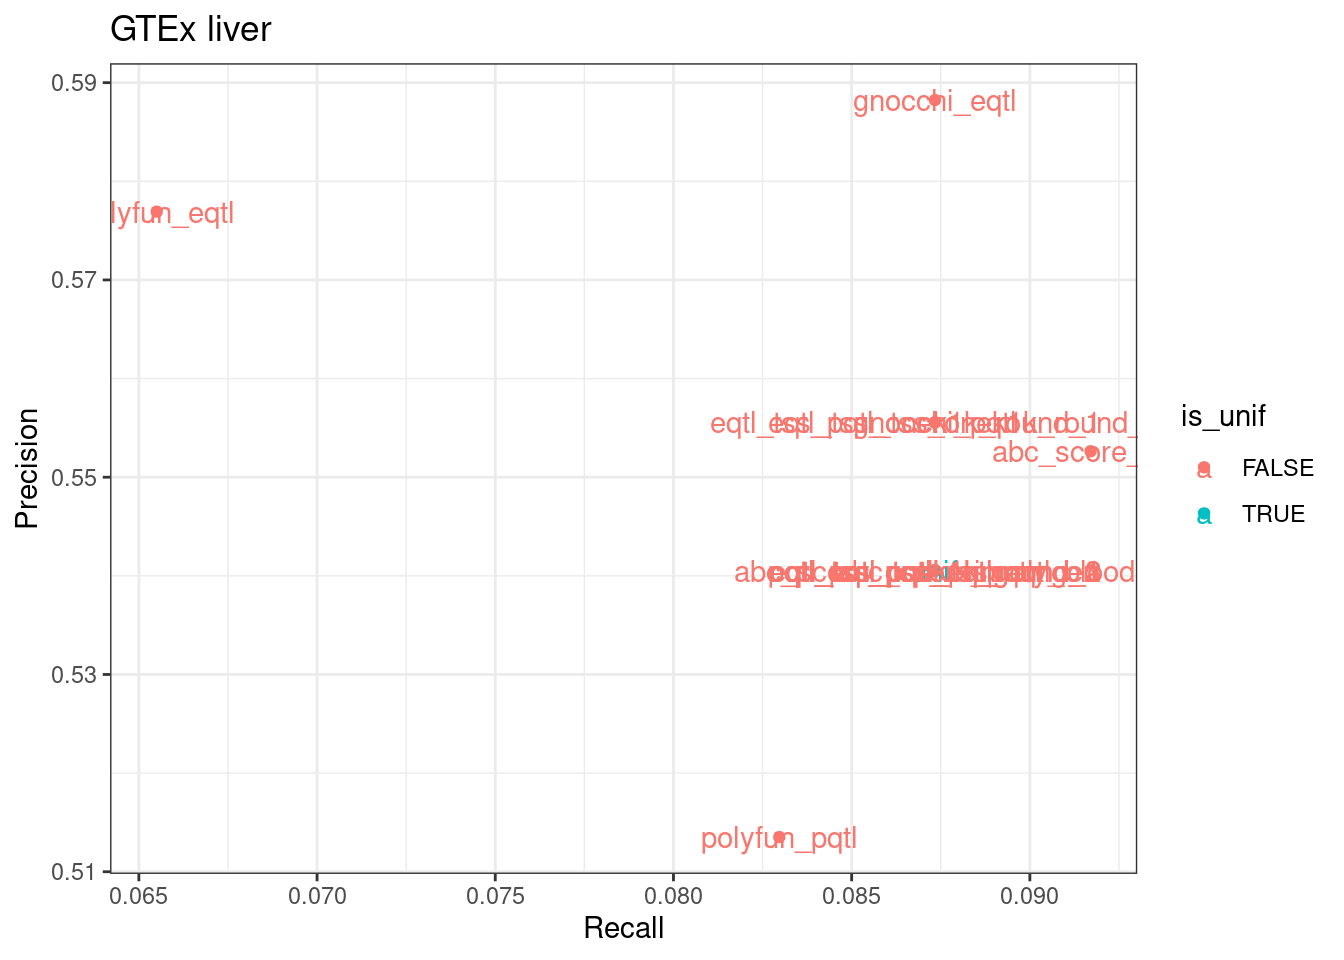 GTEx liver
Precision
0.59
0.57
0.55
0.53
0.51
gnocchi_eqtl
lyfun_eqtl
abc_score_
polyfun_pqtl
0.065 0.070 0.075 0.080 0.085 0.090
Recall
is_unif
a FALSE
a TRUE